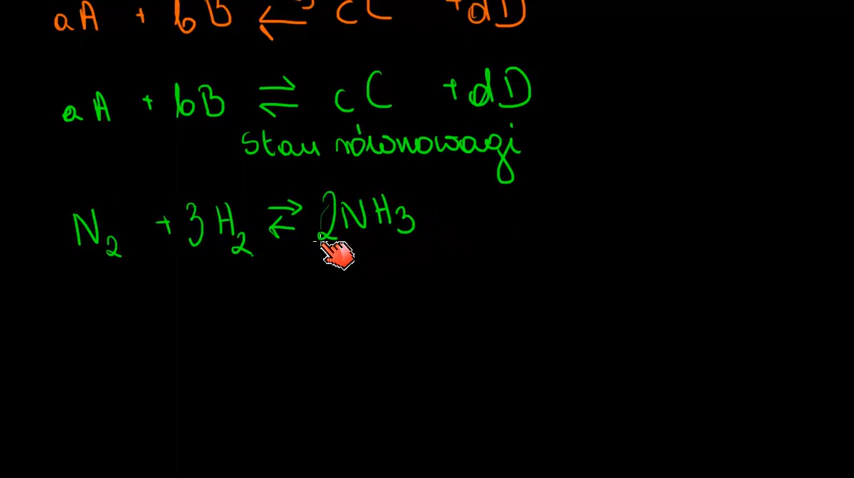 aA + bB ⇄ cC + dD
aA + bB ⇄ cC + dD
Stan równowagi
N2 + 3H2 ⇄ 2NH3